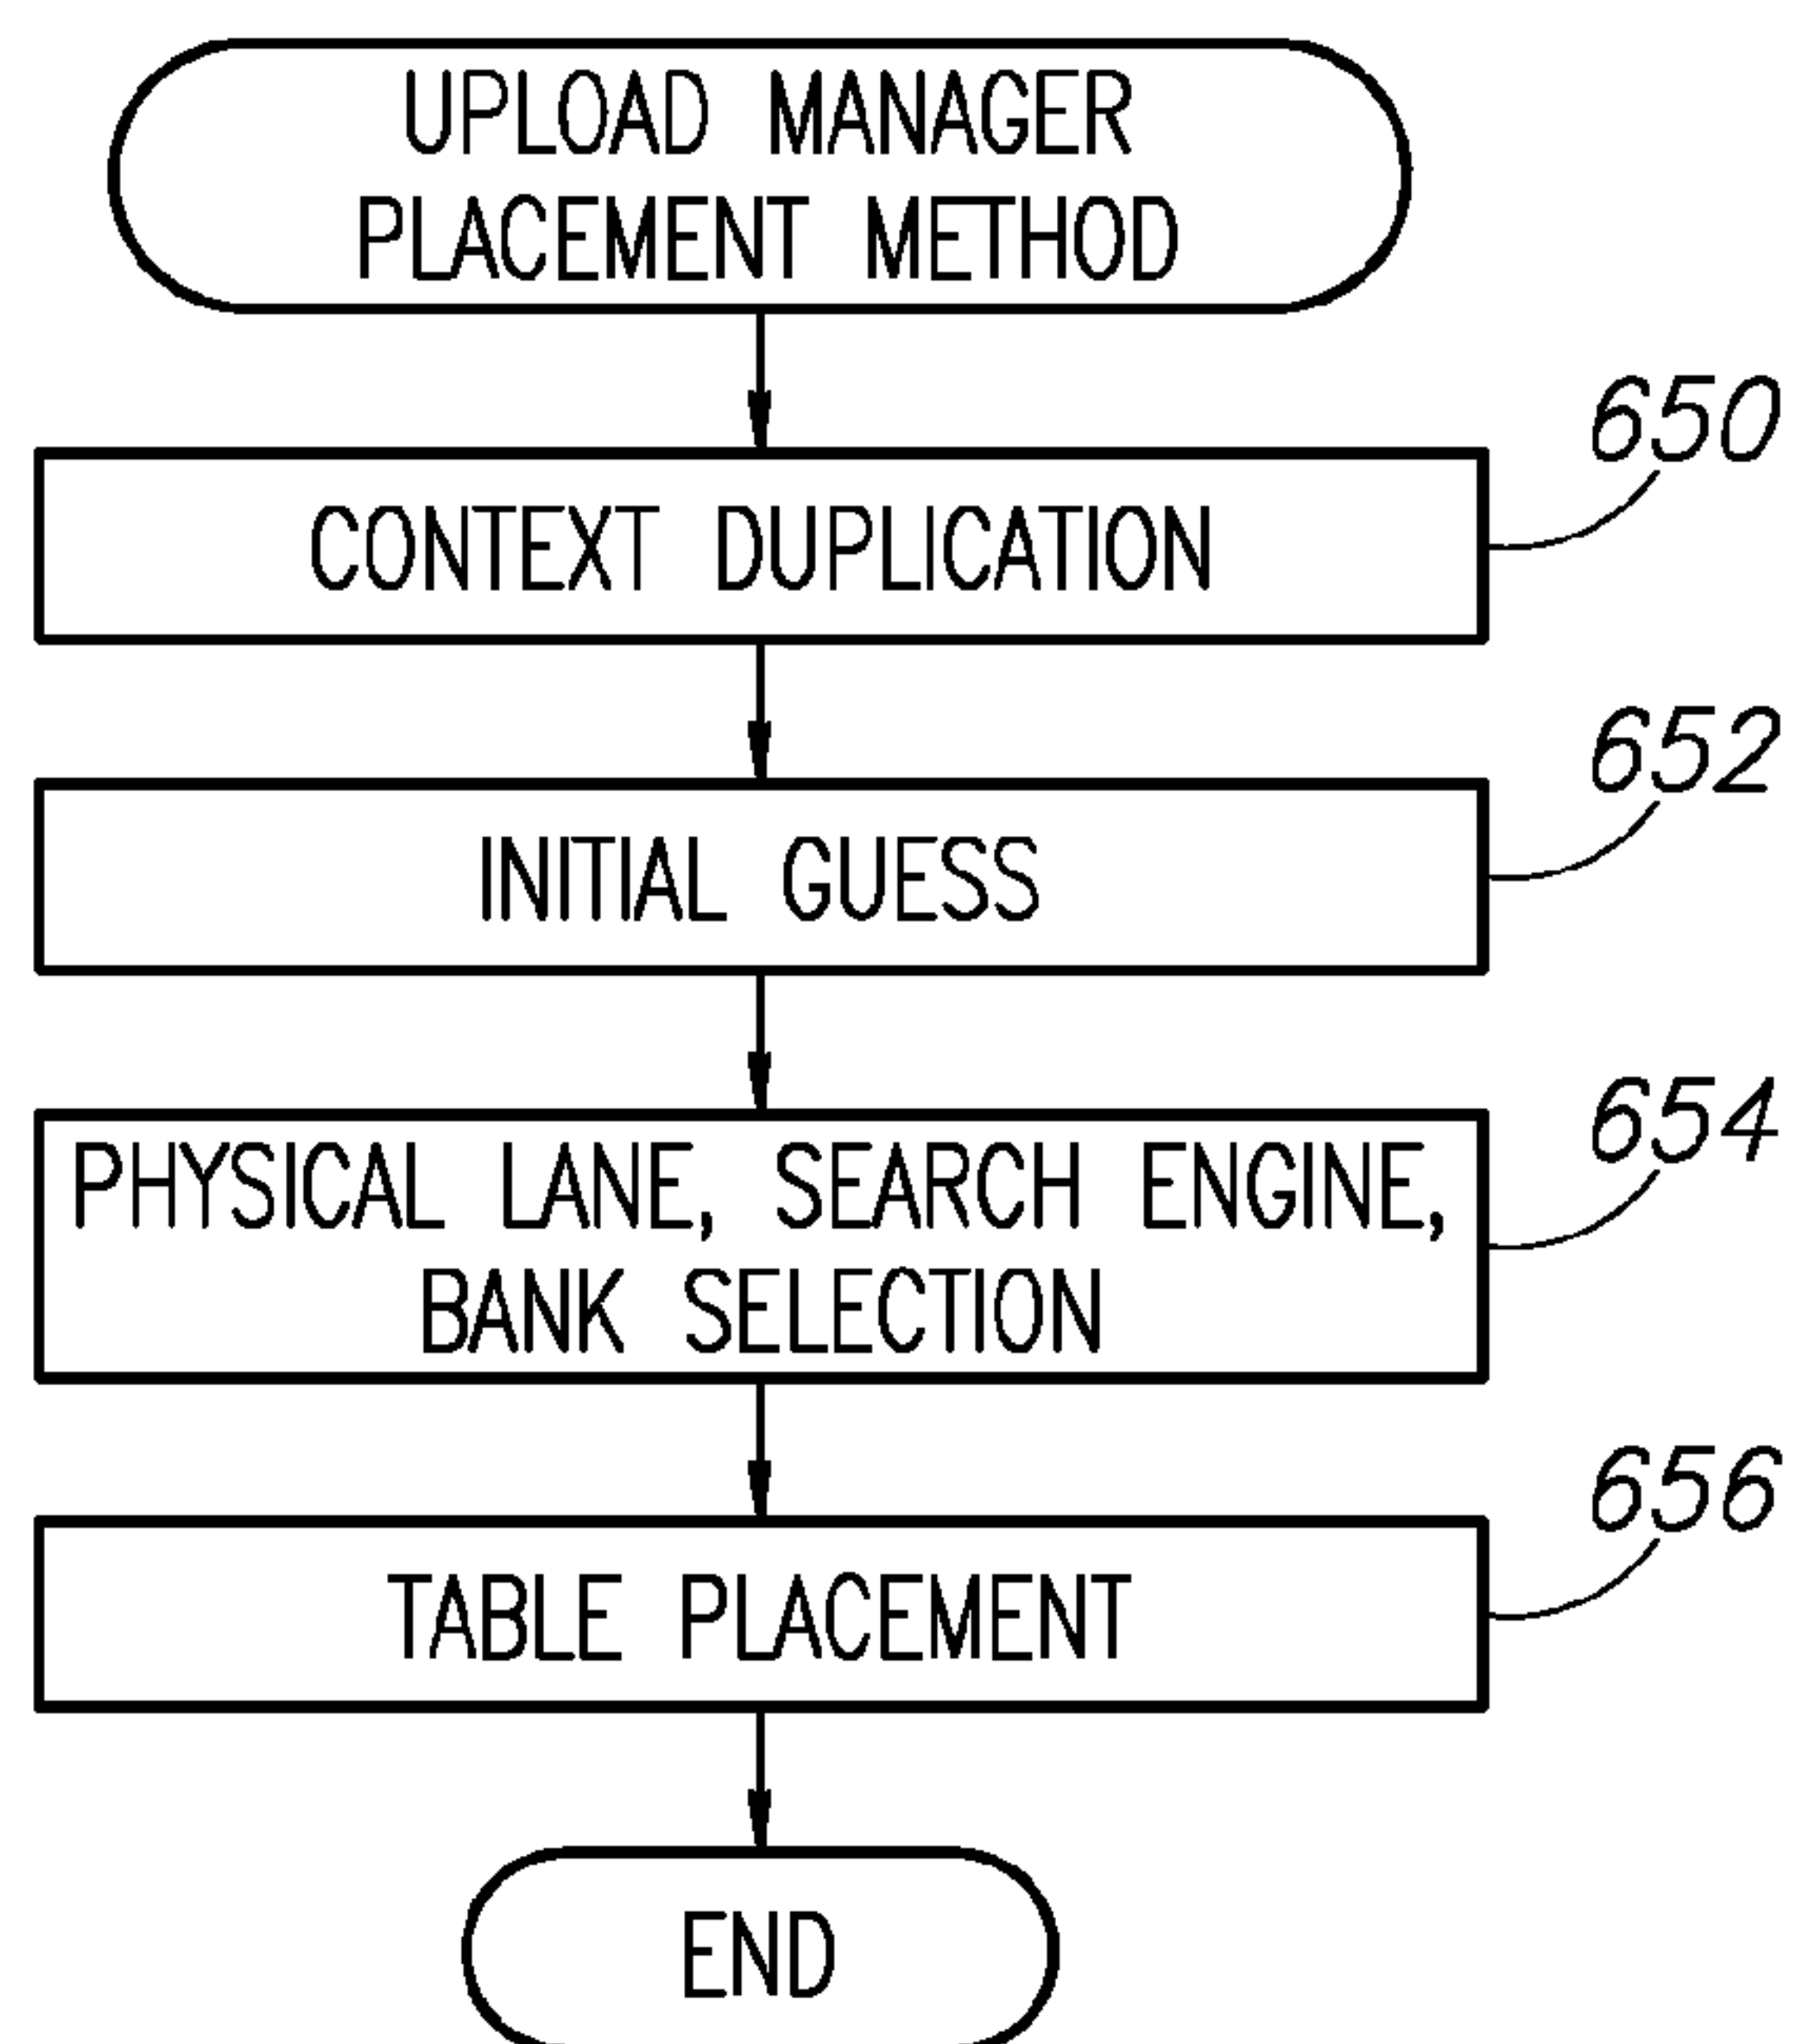 UPLOAD MANAGER
PLACEMENT METHOD
650
CONTEXT DUPLICATION
652
INITIAL GUESS
654
PHYSICAL LANE, SEARCH ENGINE,
BANK SELECTION
656
TABLE PLACEMENT
END